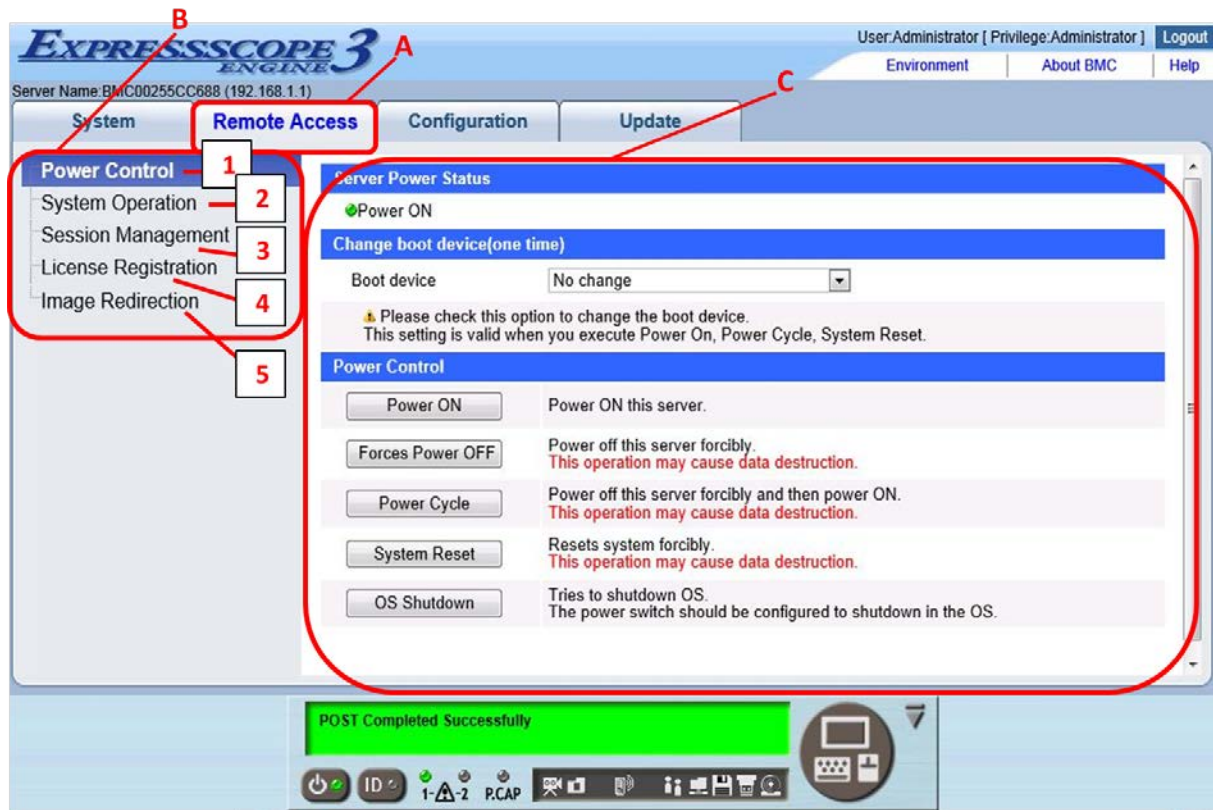 B
A
C
EXPRESSSCOPE 3
ENGINE
User:Administrator [ Privilege:Administrator ] Logout
Environment About BMC Help
Server Name:BMC00255CC688 (192.168.1.1)
System Remote Access Configuration Update
Power Control
System Operation
Session Management
License Registration
Image Redirection
1
2
3
4
5
Server Power Status
Power ON
Change boot device(one time)
Boot device No change
Please check this option to change the boot device.
This setting is valid when you execute Power On, Power Cycle, System Reset.
Power Control
Power ON Power ON this server.
Forces Power OFF Power off this server forcibly.
This operation may cause data destruction.
Power Cycle Power off this server forcibly and then power ON.
This operation may cause data destruction.
System Reset Resets system forcibly.
This operation may cause data destruction.
OS Shutdown Tries to shutdown OS.
The power switch should be configured to shutdown in the OS.
POST Completed Successfully
ID 1-2 P.CAP